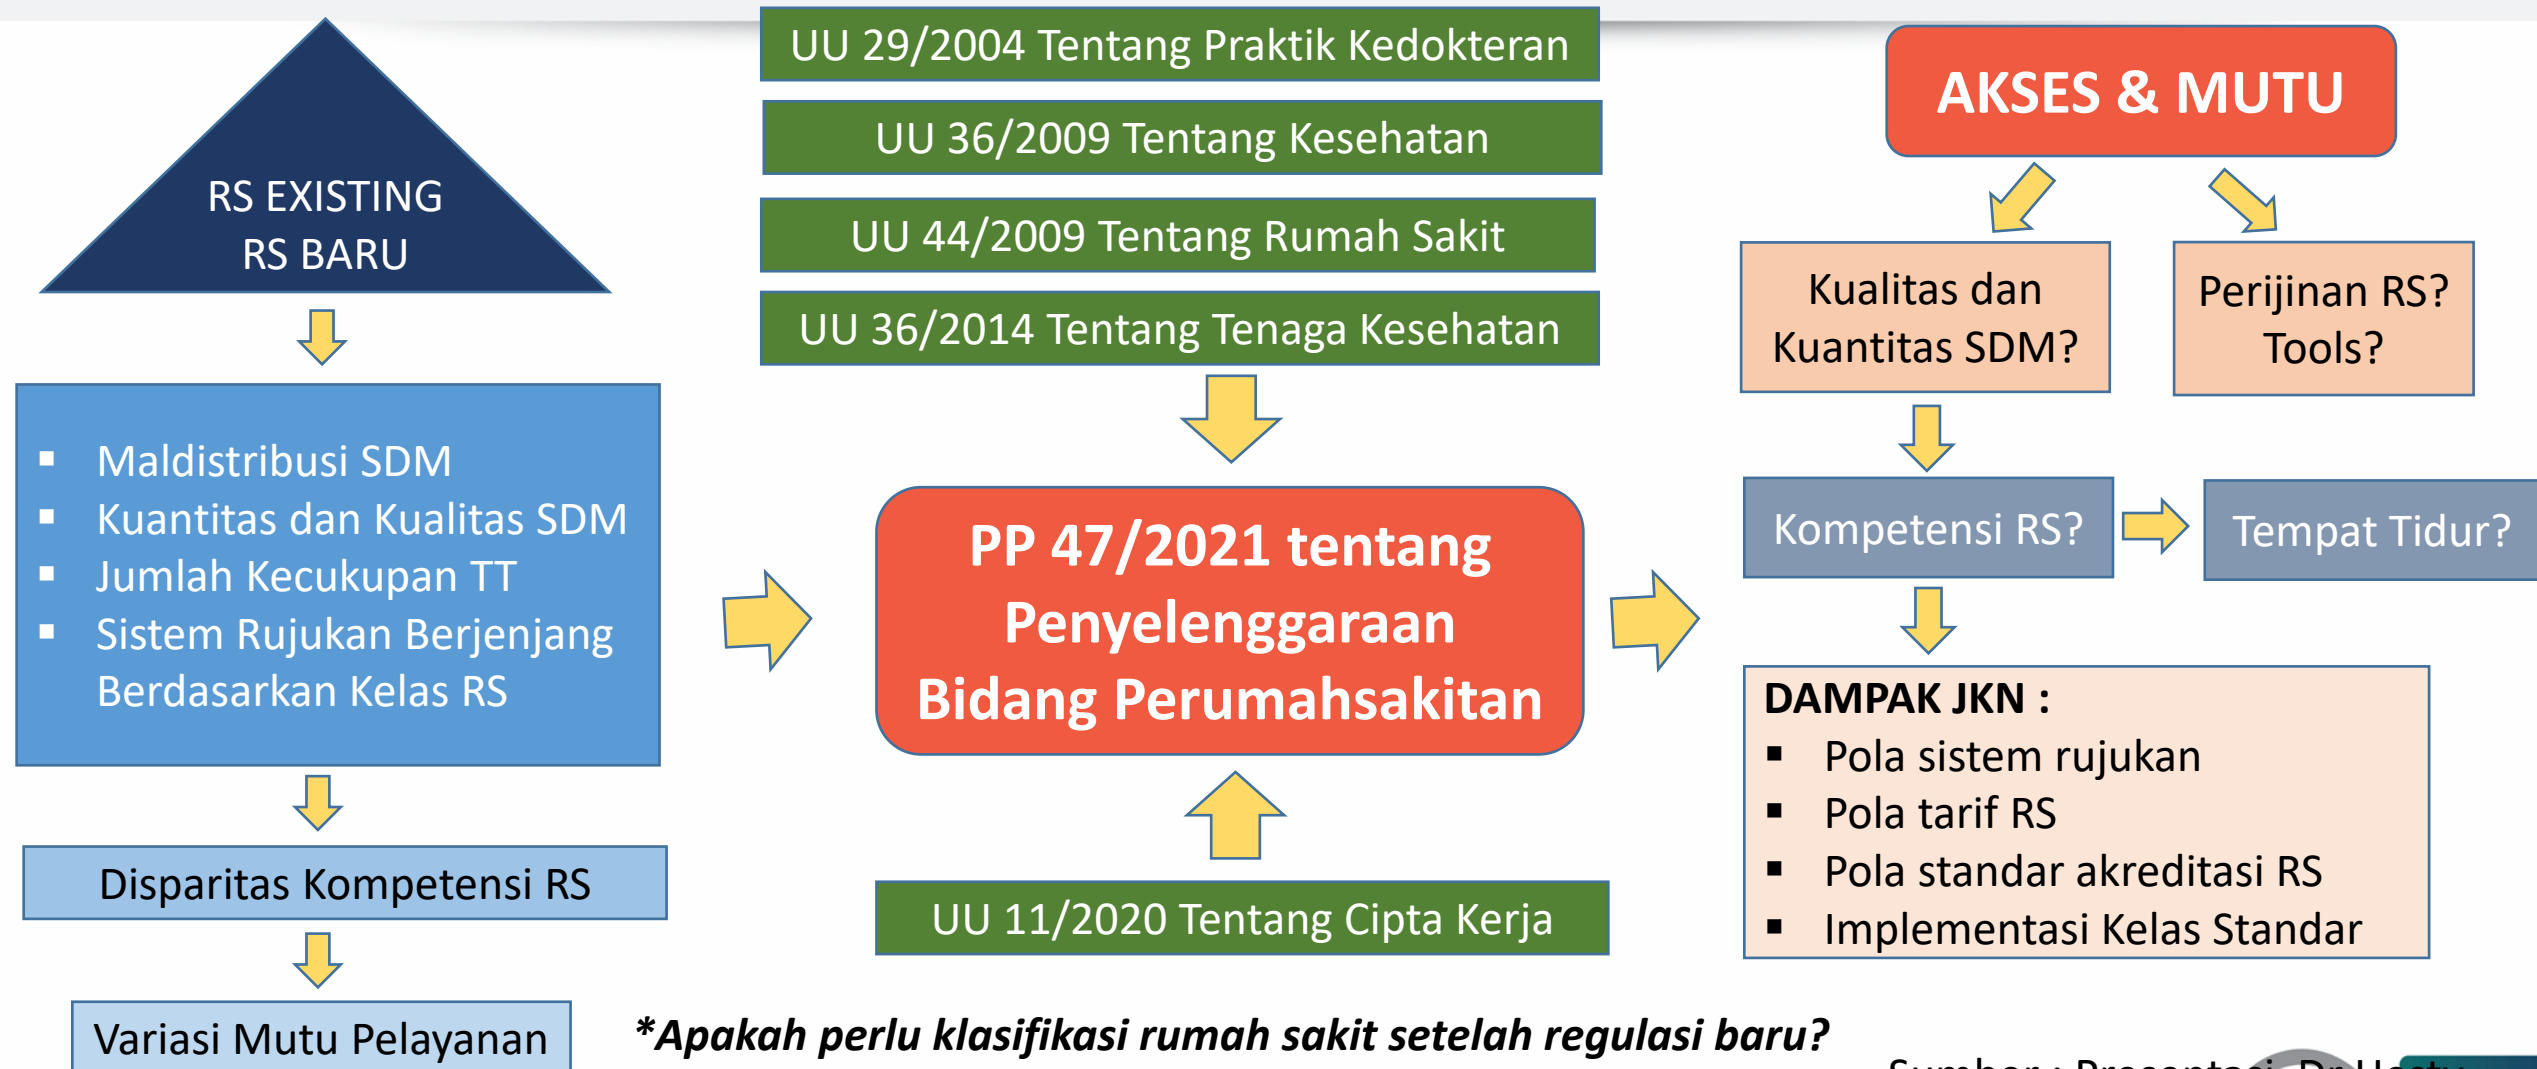 RS EXISTING
RS BARU
▪ Maldistribusi SDM
▪ Kuantitas dan Kualitas SDM
▪ Jumlah Kecukupan TT
▪ Sistem Rujukan Berjenjang
Berdasarkan Kelas RS
Disparitas Kompetensi RS
Variasi Mutu Pelayanan
UU 29/2004 Tentang Praktik Kedokteran
UU 36/2009 Tentang Kesehatan
UU 44/2009 Tentang Rumah Sakit
UU 36/2014 Tentang Tenaga Kesehatan
PP 47/2021 tentang
Penyelenggaraan
Bidang Perumahsakitan
UU 11/2020 Tentang Cipta Kerja
*Apakah perlu klasifikasi rumah sakit setelah regulasi baru?
AKSES & MUTU
Kualitas dan
Kuantitas SDM?
Perijinan RS?
Tools?
Kompetensi RS?
Tempat Tidur?
DAMPAK JKN :
▪ Pola sistem rujukan
▪ Pola tarif RS
▪ Pola standar akreditasi RS
▪ Implementasi Kelas Standar
Sumber : Presentasi Dr